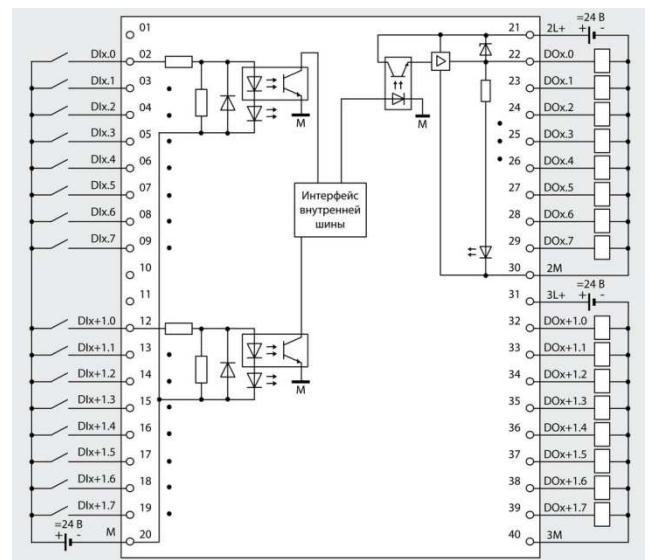 01
DIx.0 02
DIx.1 03
DIx.2 04
DIx.3 05
DIx.4 06
DIx.5 07
DIx.6 08
DIx.7 09
10
11
DIx+1.0 12
DIx+1.1 13
DIx+1.2 14
DIx+1.3 15
DIx+1.4 16
DIx+1.5 17
DIx+1.6 18
DIx+1.7 19
=24 В
+ - M 20
M
M
M
Интерфейс
внутренней
шины
=24 В
21 2L+ + -
22 DOx.0
23 DOx.1
24 DOx.2
25 DOx.3
26 DOx.4
27 DOx.5
28 DOx.6
29 DOx.7
30 2M
=24 В
31 3L+ + -
32 DOx+1.0
33 DOx+1.1
34 DOx+1.2
35 DOx+1.3
36 DOx+1.4
37 DOx+1.5
38 DOx+1.6
39 DOx+1.7
40 3M